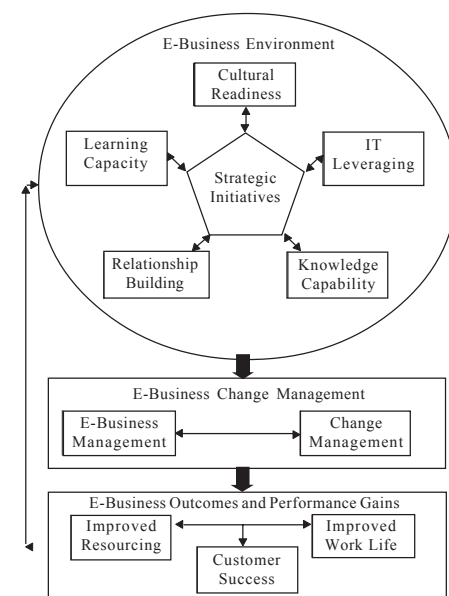 E-Business Environment
Cultural
Readiness
Learning
Capacity
IT
Leveraging
Strategic
Initiatives
Relationship
Building
Knowledge
Capability
E-Business Change Management
E-Business
Management
Change
Management
E-Business Outcomes and Performance Gains
Improved
Resourcing
Improved
Work Life
Customer
Success